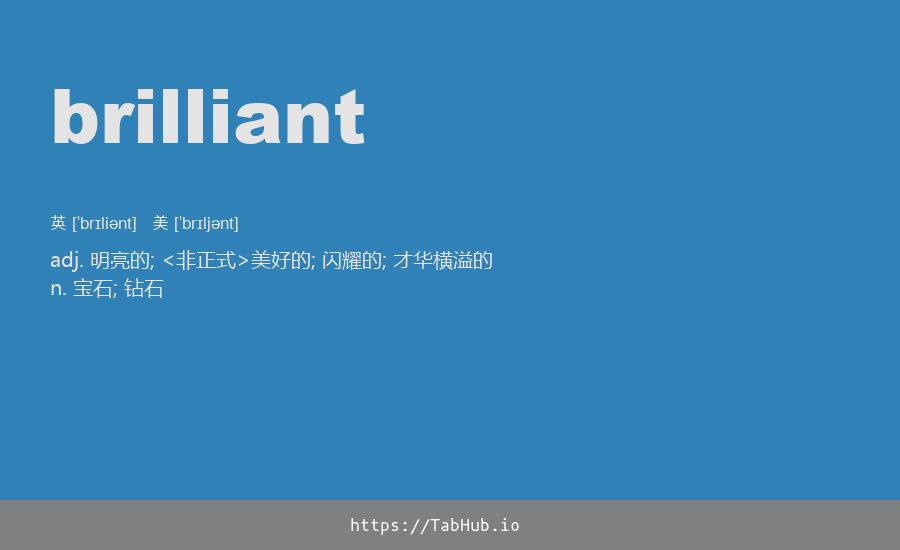 brilliant
英 [ˈbrɪliənt] 美 [ˈbrɪljənt]
adj. 明亮的; <非正式>美好的; 闪耀的; 才华横溢的
n. 宝石; 钻石
https://TabHub.io